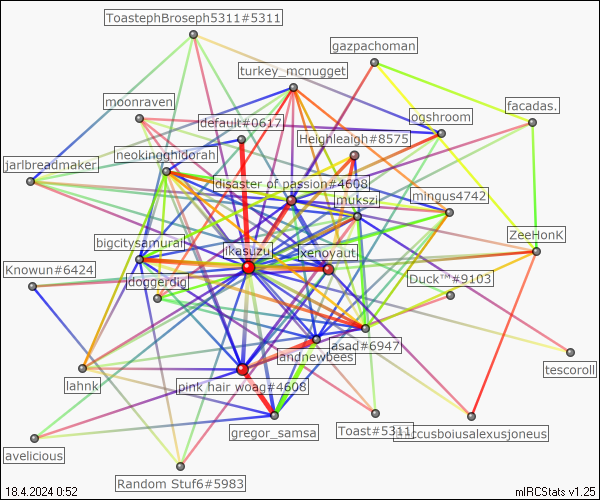 ToastephBroseph5311#5311
gazpachoman
turkey_mcnugget
moonraven
facadas.
default#0617
ogshroom
Heighleigh#8575
neokingghidorah
jarlbreadmaker
disaster of passion#4608
mukszi
mingus4742
ZeeHonK
bigcitysamurai
ikasuzu
xenoyaut
Knowun#6424
doggerdig
Duck™#9103
asad#6947
andnewbees
tescoroll
lahnk
pink hair woag#4608
gregor_samsa
Toast#5311
avelicious
Random Stuf6#5983
18.4.2024 0:52
mIRCStats v1.25